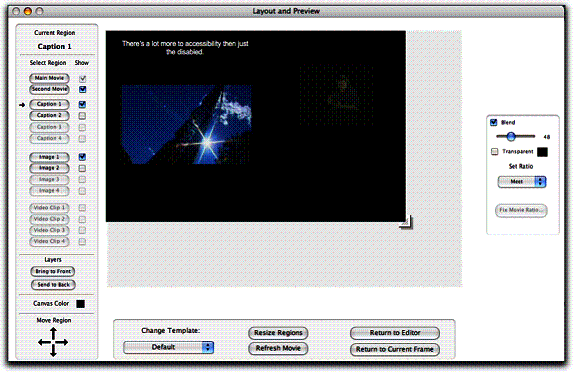 Layout and Preview
Current Region
Caption 1
Select Region Show
Main Movie
Second Movie
Caption 1
Caption 2
Caption 3
Caption 4
Image 1
Image 2
Image 3
Image 4
Video Clip 1
Video Clip 2
Video Clip 3
Video Clip 4
Layers
Bring to Front
Send to Back
Canvas Color
Move Region
There's a lot more to accessibility then just
the disabled.
Blend
48
Transparent
Set Ratio
Meet
Fix Movie Ratio...
Change Template:
Default
Resize Regions
Refresh Movie
Return to Editor
Return to Current Frame